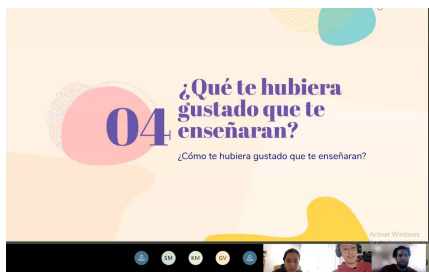 04
¿Qué te hubiera
gustado que te
enseñaran?
¿Cómo te hubiera gustado que te enseñaran?
Activar Windows
SM
KM
GV